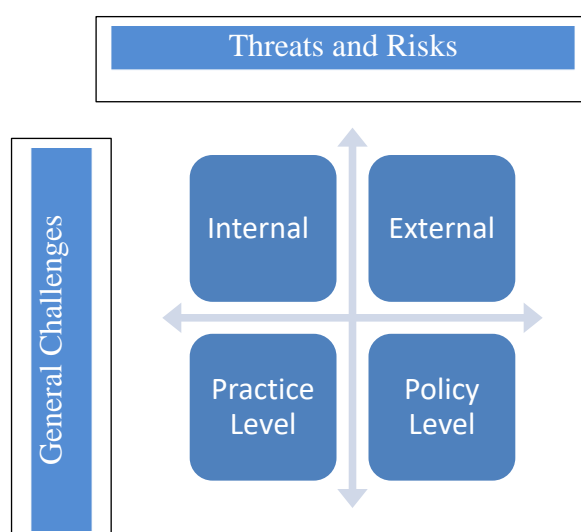 Threats and Risks
General Challenges
Internal
External
Practice
Level
Policy
Level